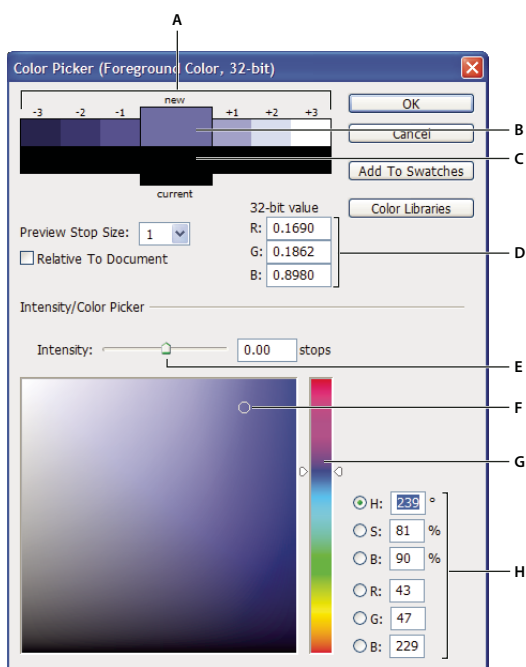 A
Color Picker (Foreground Color, 32-bit)
new
-3 -2 -1 +1 +2 +3
OK
B
Cancel
C
Add To Swatches
current
32-bit value
Color Libraries
Preview Stop Size: 1
R: 0.1690
Relative To Document
G: 0.1862
D
B: 0.8980
Intensity/Color Picker
Intensity: 0.00 stops
E
F
G
H: 239 °
S: 81 %
B: 90 %
H
R: 43
G: 47
B: 229